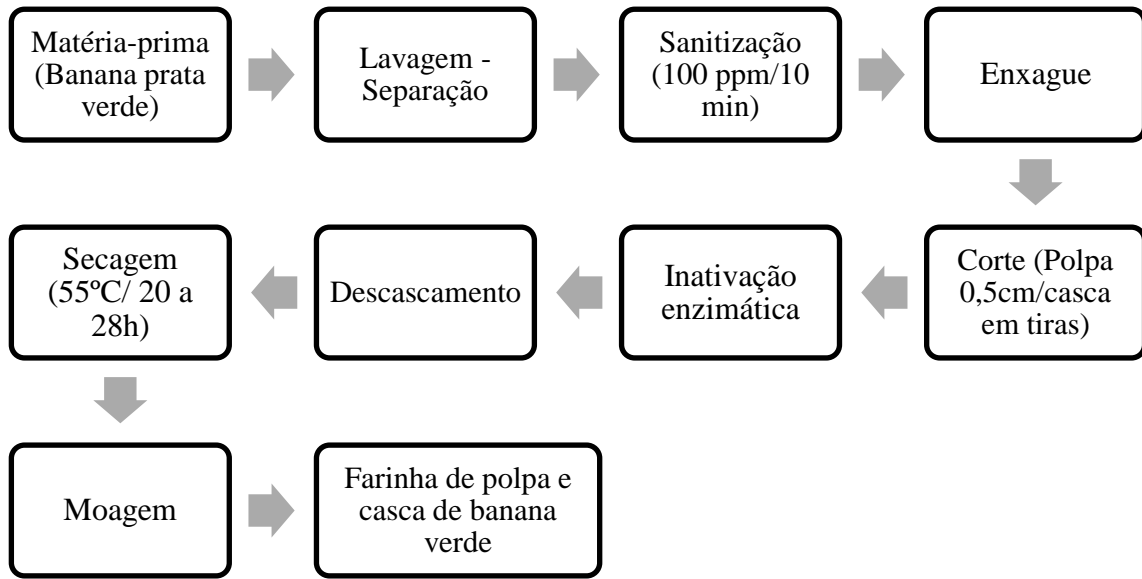 Matéria-prima
(Banana prata
verde)
Lavagem -
Separação
Sanitização
(100 ppm/10
min)
Enxague
Corte (Polpa
0,5cm/casca
em tiras)
Inativação
enzimática
Descascamento
Secagem
(55ºC/ 20 a
28h)
Moagem
Farinha de polpa e
casca de banana
verde